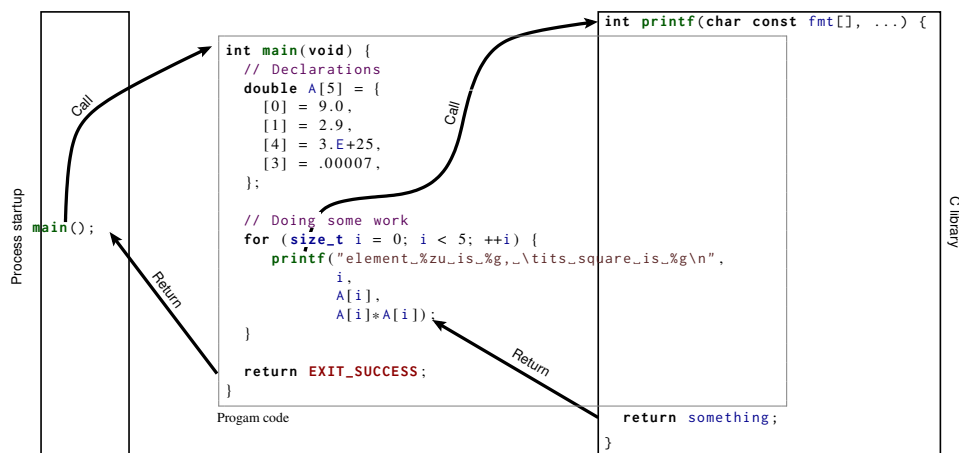 int printf(char const fmt[], ...) {
int main(void) {
// Declarations
double A[5] = {
[0] = 9.0,
[1] = 2.9,
[4] = 3.E+25,
[3] = .00007,
};
Call
Call
Process startup
main();
C library
// Doing some work
for (size_t i = 0; i < 5; ++i) {
printf("element␣%zu␣is␣%g,␣\tits␣square␣is␣%g\n",
i,
A[i],
A[i]*A[i]);
}
Return
Return
return EXIT_SUCCESS;
}
Progam code
return something;
}